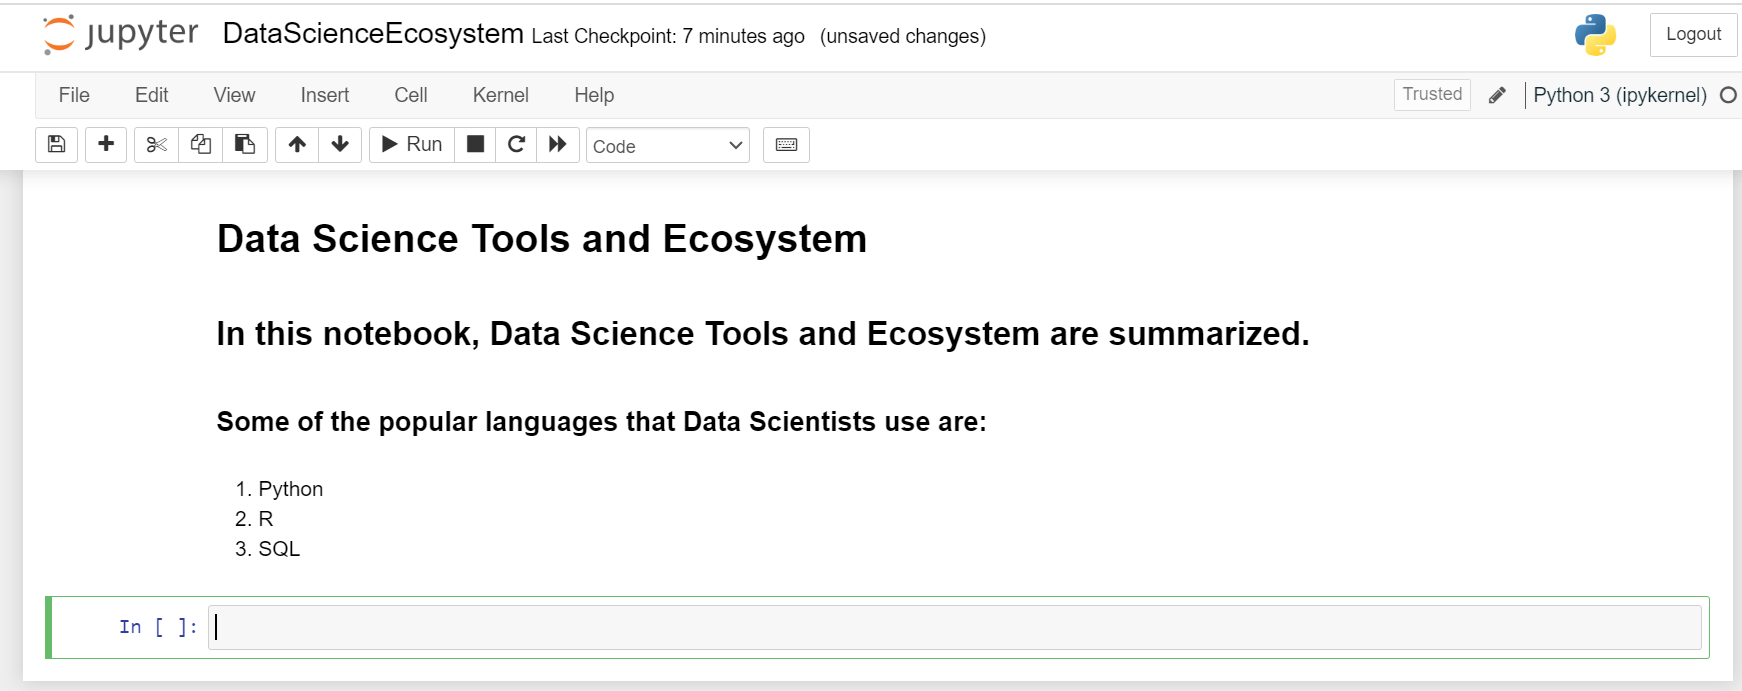 jupyter DataScienceEcosystem Last Checkpoint: 7 minutes ago (unsaved changes) Logout
File Edit View Insert Cell Kernel Help Trusted Python 3 (ipykernel)
Run Code
Data Science Tools and Ecosystem
In this notebook, Data Science Tools and Ecosystem are summarized.
Some of the popular languages that Data Scientists use are:
1. Python
2. R
3. SQL
In [ ]: